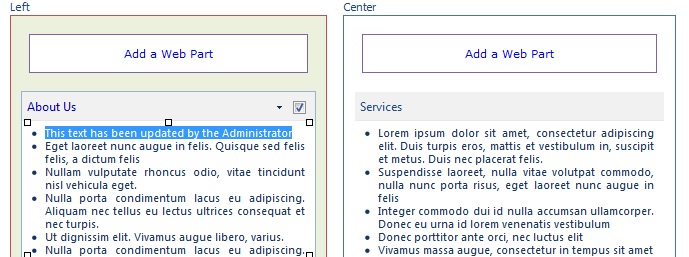 Left
Add a Web Part
About Us
This text has been updated by the Administrator
Eget laoreet nunc augue in felis. Quisque sed felis
felis, a dictum felis
Nullam vulputate rhoncus odio, vitae tincidunt
nisl vehicula eget.
Nulla porta condimentum lacus eu adipiscing.
Aliquam nec tellus eu lectus ultrices consequat et
nec turpis.
Ut dignissim elit. Vivamus augue libero, varius.
Nulla porta condimentum lacus eu adipiscing.
Center
Add a Web Part
Services
Lorem ipsum dolor sit amet, consectetur adipiscing
elit. Duis turpis eros, mattis et vestibulum in, suscipit
et metus. Duis nec placerat felis.
Suspendisse laoreet, nulla vitae volutpat commodo,
nulla nunc porta risus, eget laoreet nunc augue in
felis
Integer commodo dui id nulla accumsan ullamcorper.
Donec eu urna id lorem venenatis vestibulum
Donec porttitor ante orci, nec luctus elit
Vivamus massa augue, consectetur in tempus sit amet